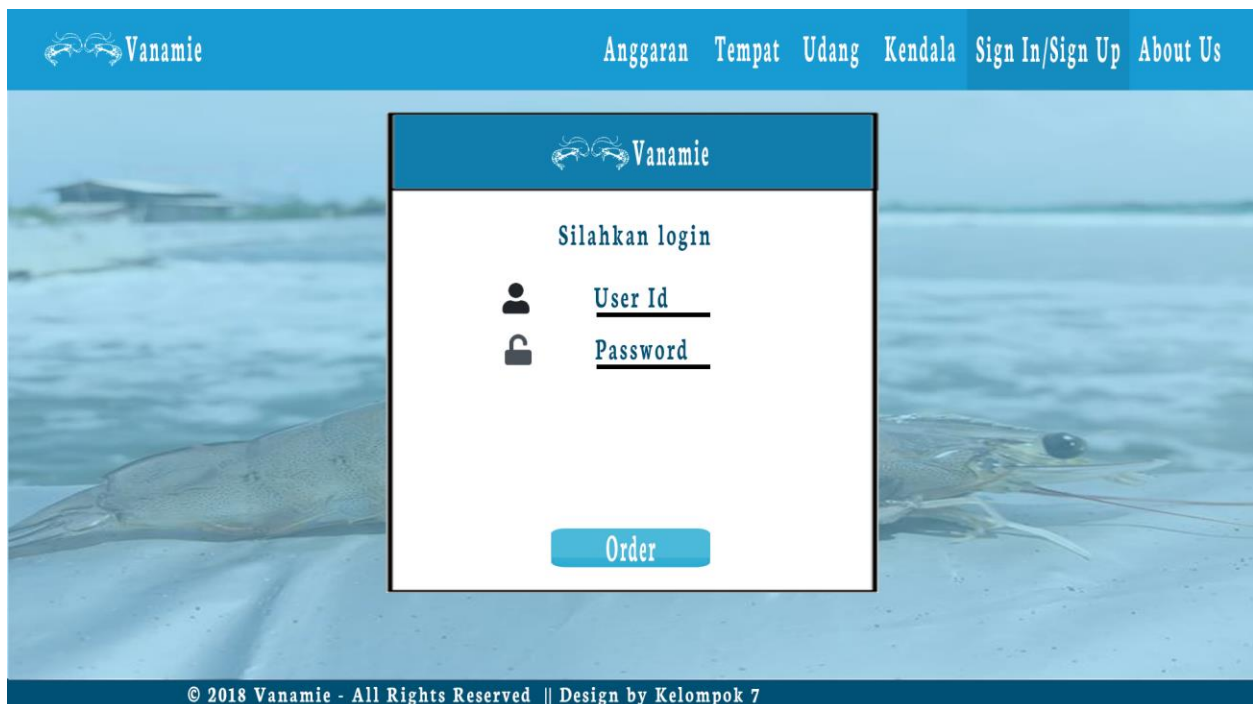 Vanamie Anggaran Tempat Udang Kendala Sign In/Sign Up About Us
Vanamie
Silahkan login
User Id
Password
Order
© 2018 Vanamie - All Rights Reserved || Design by Kelompok 7